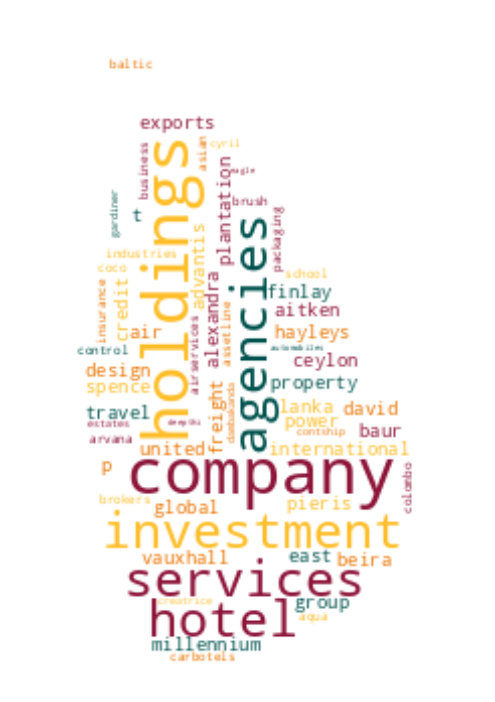 baltic
exports
cyril
asian
business
holdings
plantation
eagle
brush
gardiner
t
packaging
agencies
advantis
industries
coco
school
insurance
credit
alexandra
finlay
aitken
air
airservices
assetline
hayleys
control
automobiles
ceylon
design
spence
property
freight
dambakanda
travel
lanka
david
power
estates
deepthi
contship
baur
arvana
united
international
p
company
colombo
brokers
global
pieris
investment
vauxhall
east
beira
services
creatrice
group
hotel
aqua
millennium
carbotels